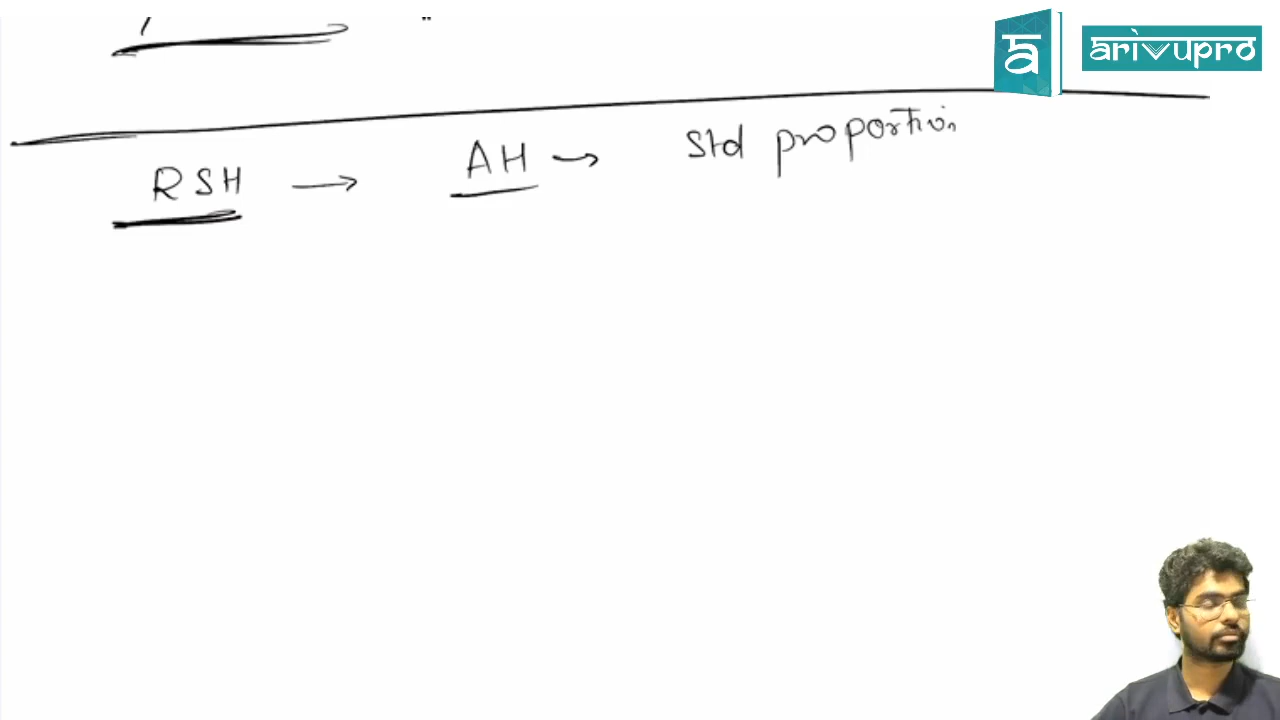 arivupro
RSH → AH → Std proportion